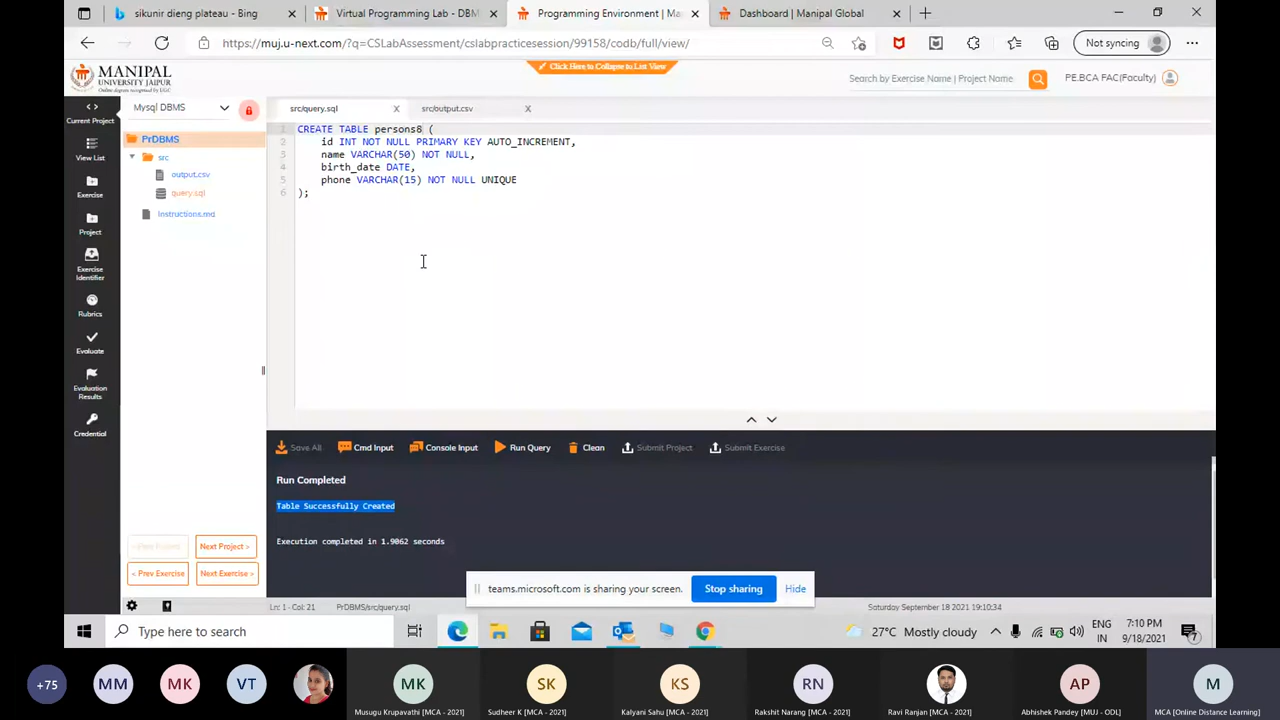 sikunir dieng plateau - Bing
Virtual Programming Lab - DBM
Programming Environment | Ma
Dashboard | Manipal Global
https://muj.u-next.com/?q=CSLabAssessment/cslabpracticesession/99158/codb/full/view/
Not syncing
MANIPAL
UNIVERSITY JAIPUR
Click Here to Collapse to List View
Search by Exercise Name | Project Name
PE.BCA FAC(Faculty)
Current Project
View List
Exercise
Project
Exercise
Identifier
Rubrics
Evaluate
Evaluation
Results
Credential
Mysql DBMS
PrDBMS
src
output.csv
query.sql
Instructions.md
< Prev Project
Next Project >
< Prev Exercise
Next Exercise >
src/query.sql
src/output.csv
1 CREATE TABLE persons8 (
2 id INT NOT NULL PRIMARY KEY AUTO_INCREMENT,
3 name VARCHAR(50) NOT NULL,
4 birth_date DATE,
5 phone VARCHAR(15) NOT NULL UNIQUE
6 );
Save All
Cmd Input
Console Input
Run Query
Clean
Submit Project
Submit Exercise
Run Completed
Table Successfully Created
Execution completed in 1.9062 seconds
teams.microsoft.com is sharing your screen.
Stop sharing
Hide
Ln: 1 - Col: 21
PrDBMS/src/query.sql
Saturday September 18 2021 19:10:34
Type here to search
27°C Mostly cloudy
ENG
IN
7:10 PM
9/18/2021
7
+75
MM
MK
VT
MK
Musugu Krupavathi [MCA - 2021]
SK
Sudheer K [MCA - 2021]
KS
Kalyani Sahu [MCA - 2021]
RN
Rakshit Narang [MCA - 2021]
Ravi Ranjan [MCA - 2021]
AP
Abhishek Pandey [MUJ - ODL]
M
MCA [Online Distance Learning]